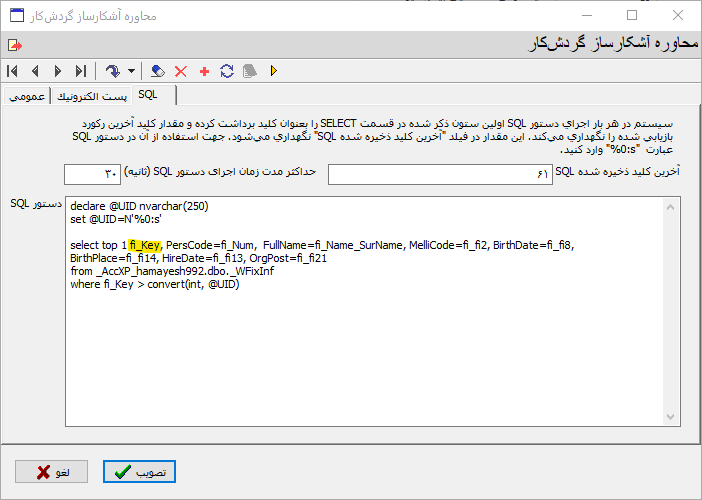 محاوره آشکارساز گردش‌کار
محاوره آشکارساز گردش‌کار
عمومی
پست الکترونیك
SQL
سیستم در هر بار اجراي دستور SQL اولین ستون ذکر شده در قسمت SELECT را بعنوان کلید برداشت کرده و مقدار کلید آخرین رکورد
بازیابی شده را نگهداري می‌کند. این مقدار در فیلد "آخرین کلید ذخیره شده SQL" نگهداري می‌شود. جهت استفاده از آن در دستور SQL
عبارت "%0:s" وارد کنید.
آخرین کلید ذخیره شده SQL
۶۱
حداکثر مدت زمان اجرای دستور SQL (ثانیه)
۳۰
دستور SQL
declare @UID nvarchar(250)
set @UID=N'%0:s'
select top 1 fi_Key, PersCode=fi_Num, FullName=fi_Name_SurName, MelliCode=fi_fi2, BirthDate=fi_fi8,
BirthPlace=fi_fi14, HireDate=fi_fi13, OrgPost=fi_fi21
from _AccXP_hamayesh992.dbo._WFixInf
where fi_Key > convert(int, @UID)
تصویب
لغو